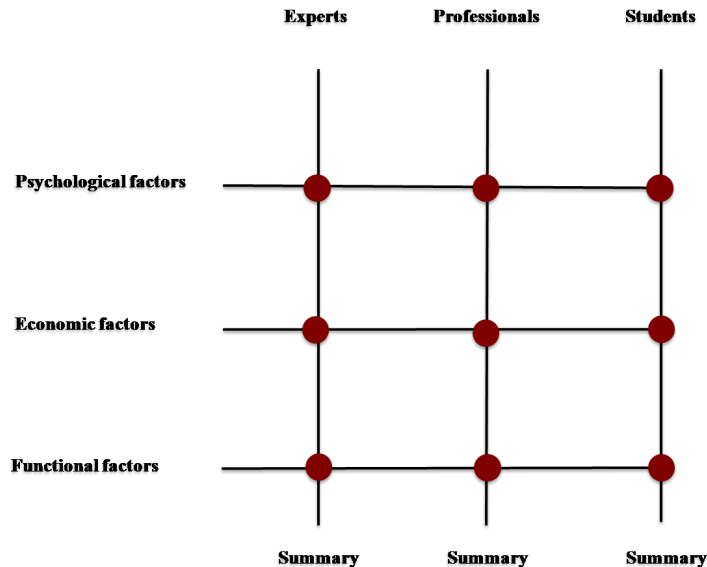 Experts Professionals Students
Psychological factors
Economic factors
Functional factors
Summary Summary Summary